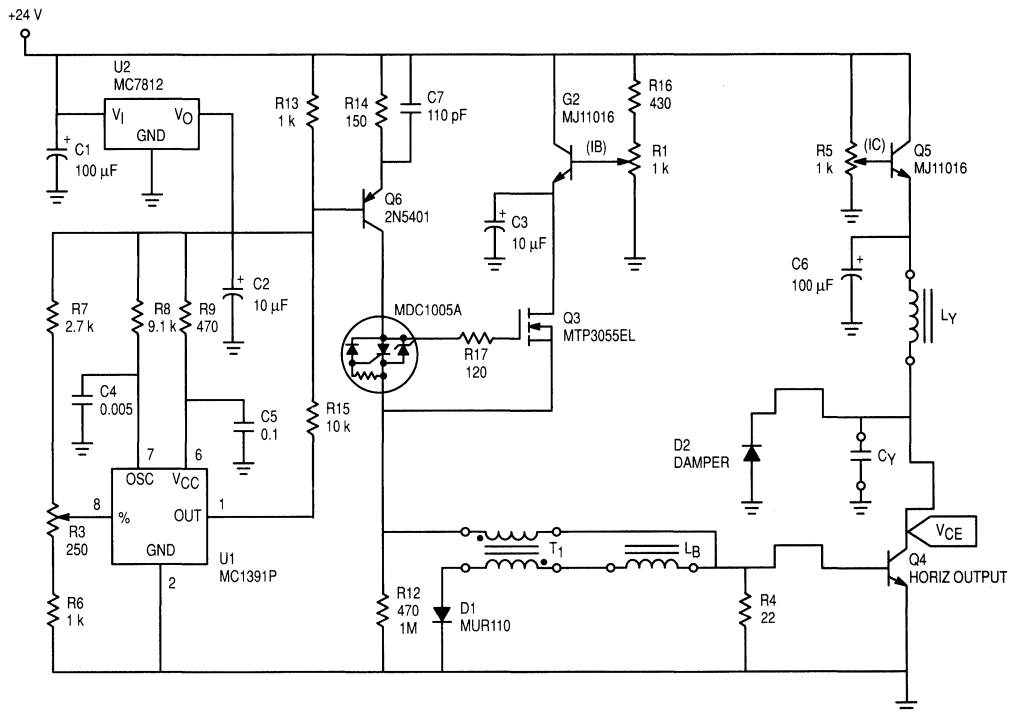 +24 V
U2
MC7812
VI
VO
GND
C1
100 µF
+
R13
1 k
R14
150
C7
110 pF
G2
MJ11016
(IB)
R16
430
R1
1k
R5
1 k
(IC)
Q5
MJ11016
Q6
2N5401
C3
10 µF
+
C2
10 µF
+
C6
100 µF
+
LY
R7
2.7 k
R8
9.1 k
R9
470
MDC1005A
R17
120
Q3
MTP3055EL
C4
0.005
C5
0.1
R15
10 k
D2
DAMPER
CY
7
6
OSC
VCC
8
%
OUT
1
GND
2
R3
250
U1
MC1391P
R6
1 k
T1
LB
VCE
Q4
HORIZ OUTPUT
R12
470
1M
D1
MUR110
R4
22